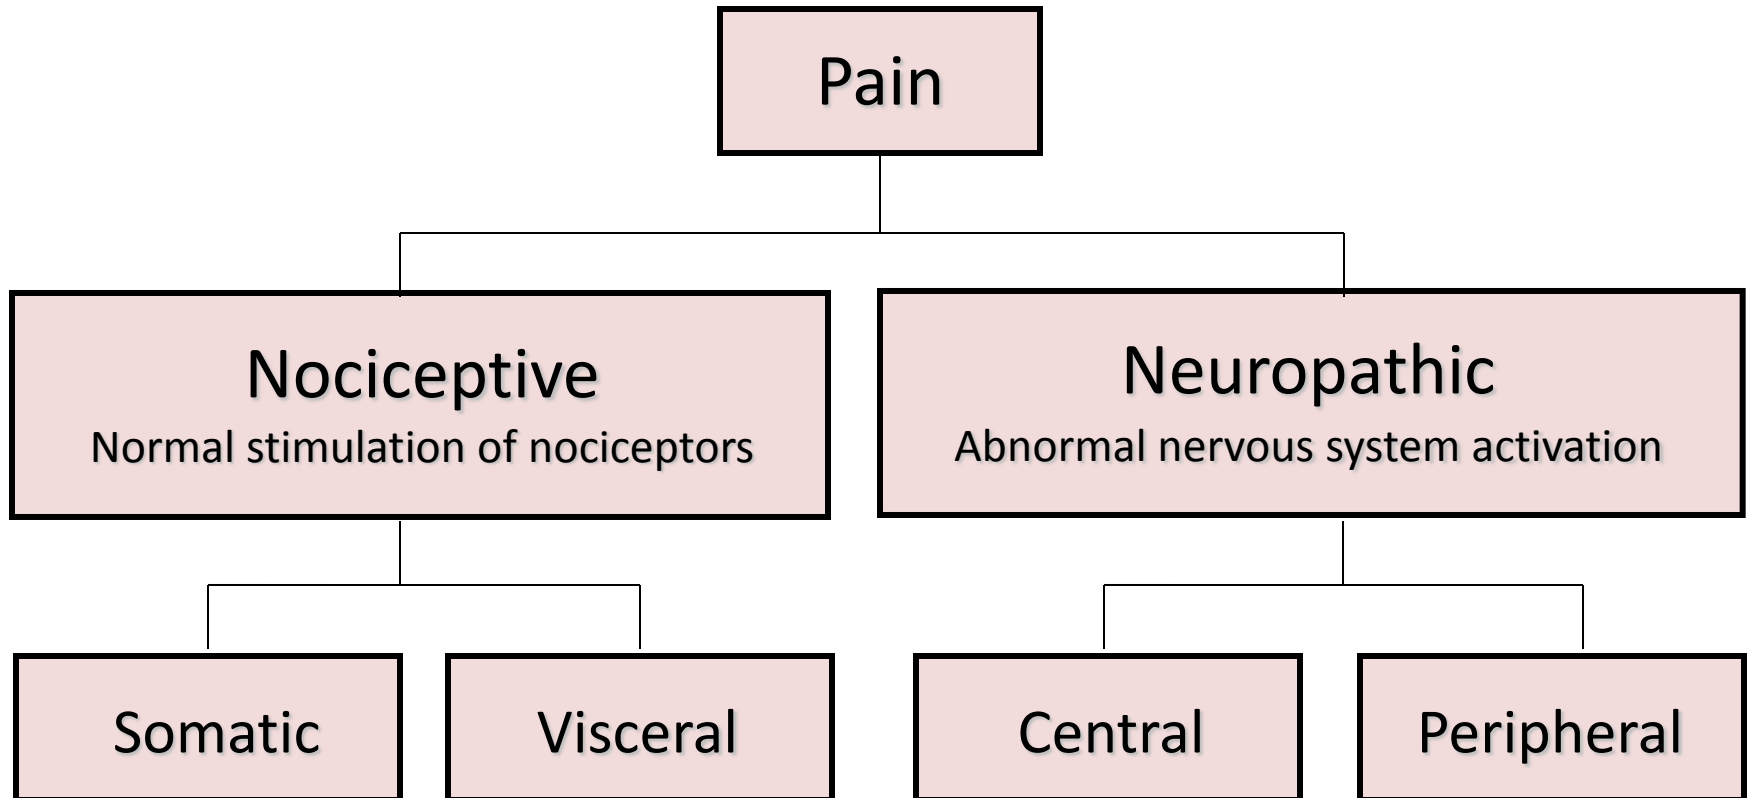 Pain
Nociceptive
Normal stimulation of nociceptors
Neuropathic
Abnormal nervous system activation
Somatic
Visceral
Central
Peripheral